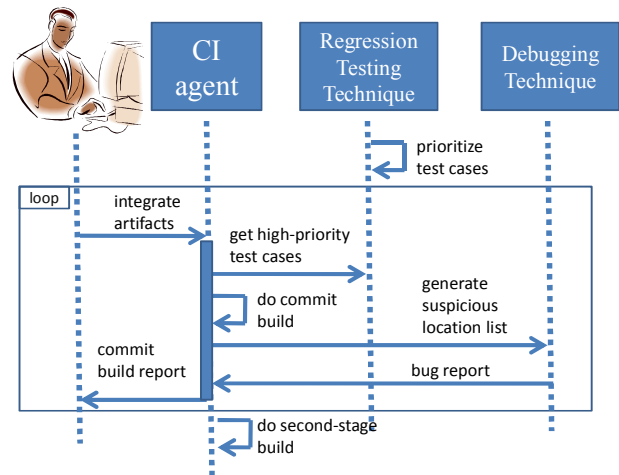 CI
agent
Regression
Testing
Technique
Debugging
Technique
prioritize
test cases
loop
integrate
artifacts
get high-priority
test cases
generate
suspicious
location list
do commit
build
commit
build report
bug report
do second-stage
build